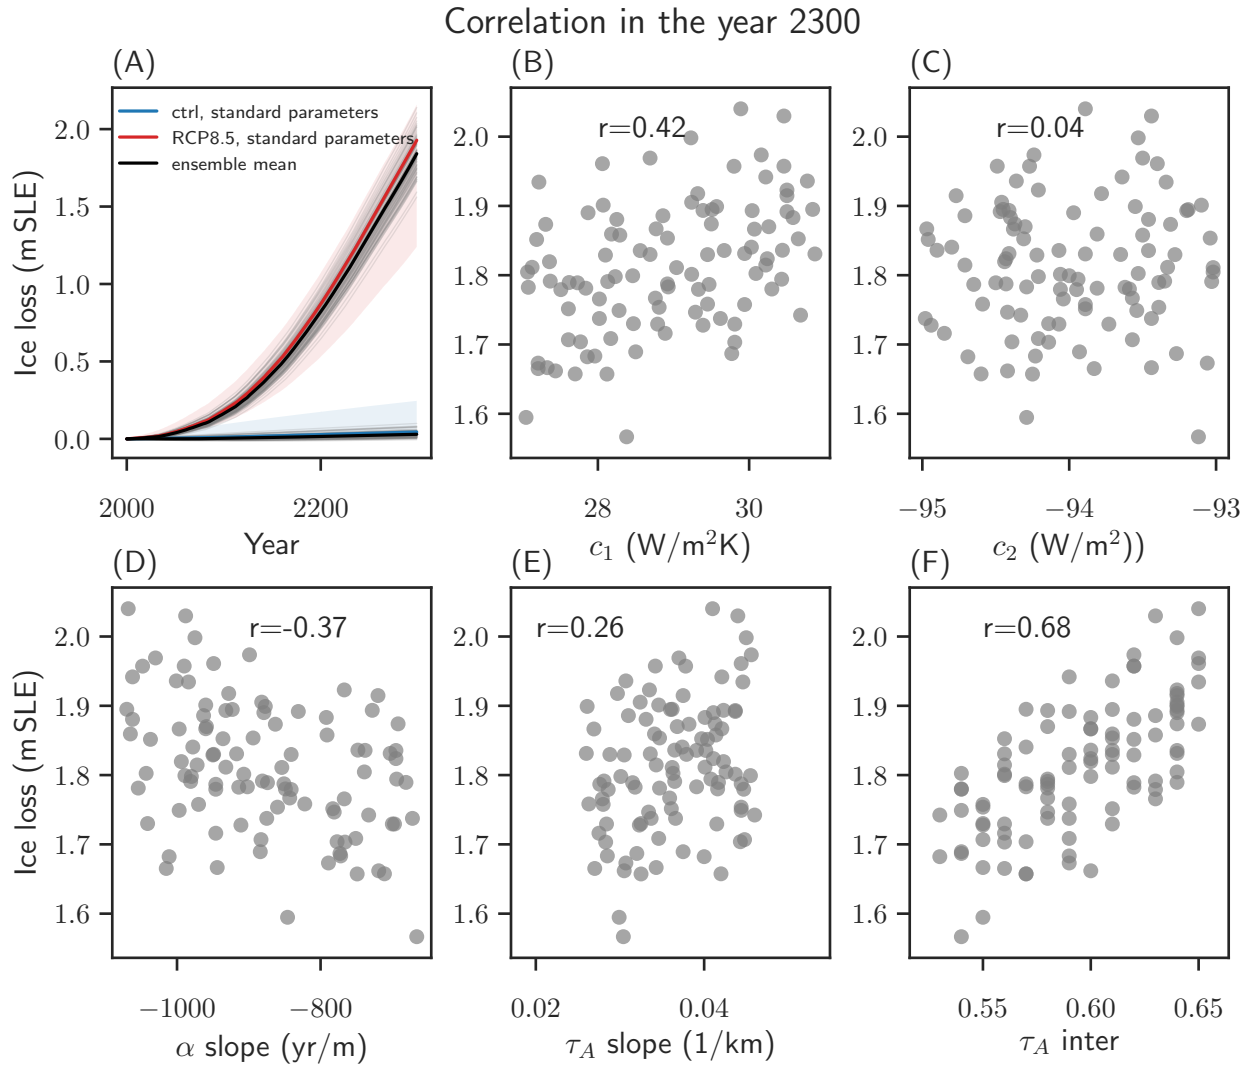 Correlation in the year 2300
(A)
(B)
(C)
ctrl, standard parameters
RCP8.5, standard parameters
ensemble mean
Ice loss (m SLE)
2.0
1.5
1.0
0.5
0.0
2000
2200
Year
r=0.42
2.0
1.9
1.8
1.7
1.6
28
30
c₁ (W/m²K)
r=0.04
2.0
1.9
1.8
1.7
1.6
−95
−94
−93
c₂ (W/m²))
(D)
(E)
(F)
r=-0.37
Ice loss (m SLE)
2.0
1.9
1.8
1.7
1.6
−1000
−800
α slope (yr/m)
r=0.26
2.0
1.9
1.8
1.7
1.6
0.02
0.04
τ_A slope (1/km)
r=0.68
2.0
1.9
1.8
1.7
1.6
0.55
0.60
0.65
τ_A inter